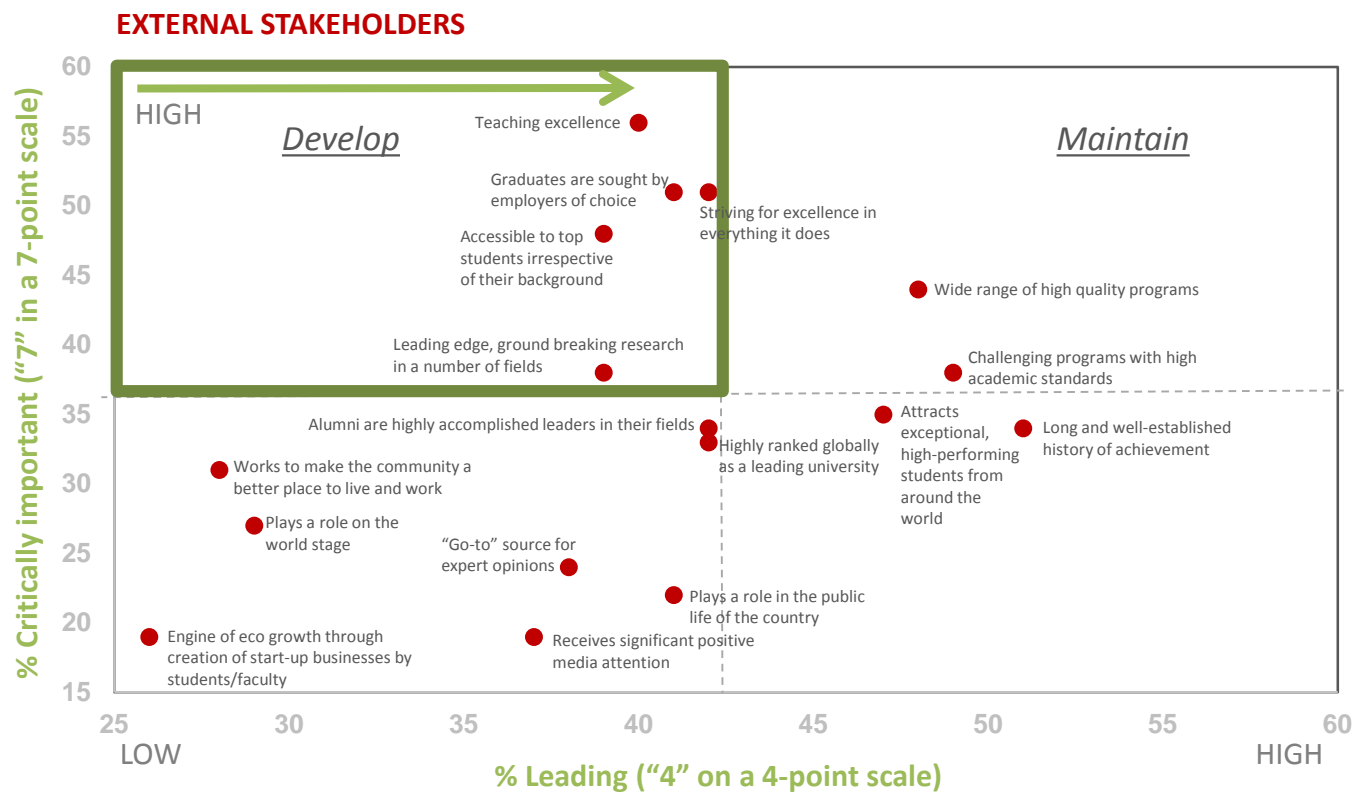 EXTERNAL STAKEHOLDERS
% Critically important (“7” in a 7-point scale)
60
55
50
45
40
35
30
25
20
15
HIGH
Develop
Maintain
Teaching excellence
Graduates are sought by
employers of choice
Striving for excellence in
everything it does
Accessible to top
students irrespective
of their background
Wide range of high quality programs
Leading edge, ground breaking research
in a number of fields
Challenging programs with high
academic standards
Alumni are highly accomplished leaders in their fields
Highly ranked globally
as a leading university
Attracts
exceptional,
high-performing
students from
around the
world
Long and well-established
history of achievement
Works to make the community a
better place to live and work
Plays a role on the
world stage
“Go-to” source for
expert opinions
Plays a role in the public
life of the country
Engine of eco growth through
creation of start-up businesses by
students/faculty
Receives significant positive
media attention
25
30
35
40
45
50
55
60
LOW
HIGH
% Leading (“4” on a 4-point scale)